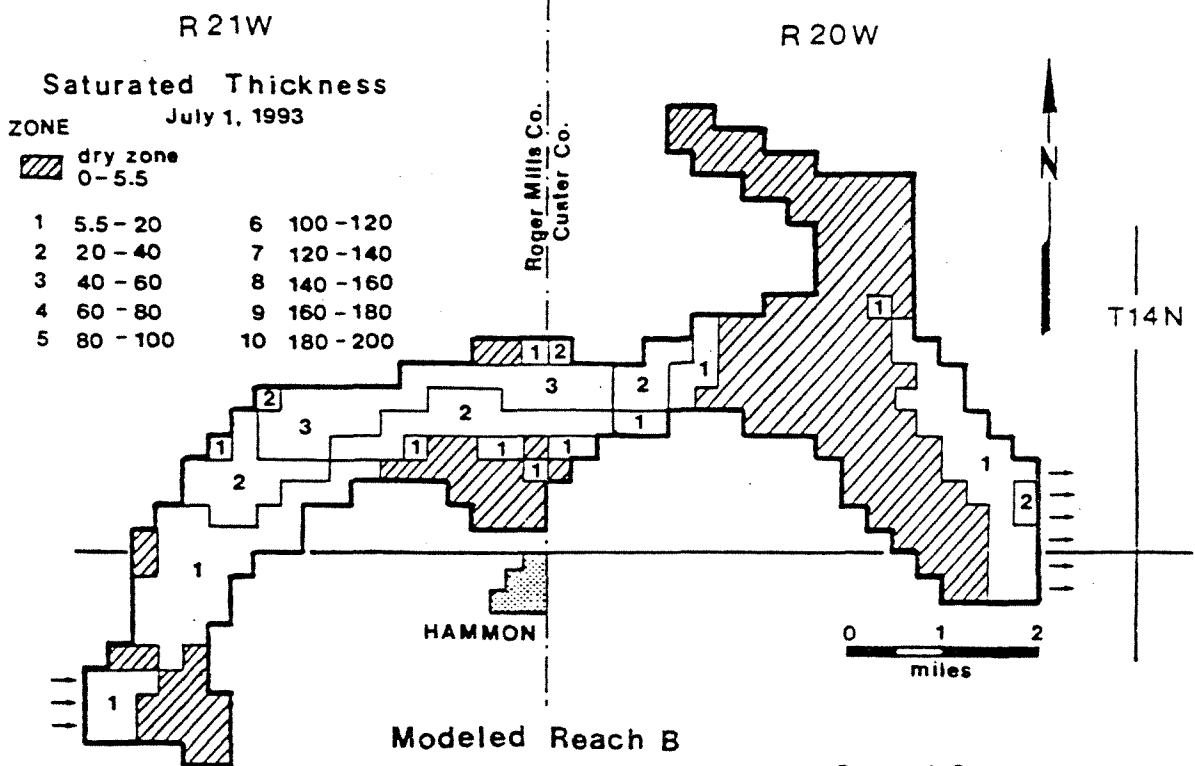 R 21W
R 20W
Saturated Thickness
July 1, 1993
ZONE
dry zone
0-5.5
1 5.5-20 6 100-120
2 20-40 7 120-140
3 40-60 8 140-160
4 60-80 9 160-180
5 80-100 10 180-200
Roger Mills Co.
Custer Co.
N
T14N
1
1 2
1
3 2
2
3
2
1
1
1 1
1
2
1
2
1
1
HAMMON
0 1 2
miles
Modeled Reach B